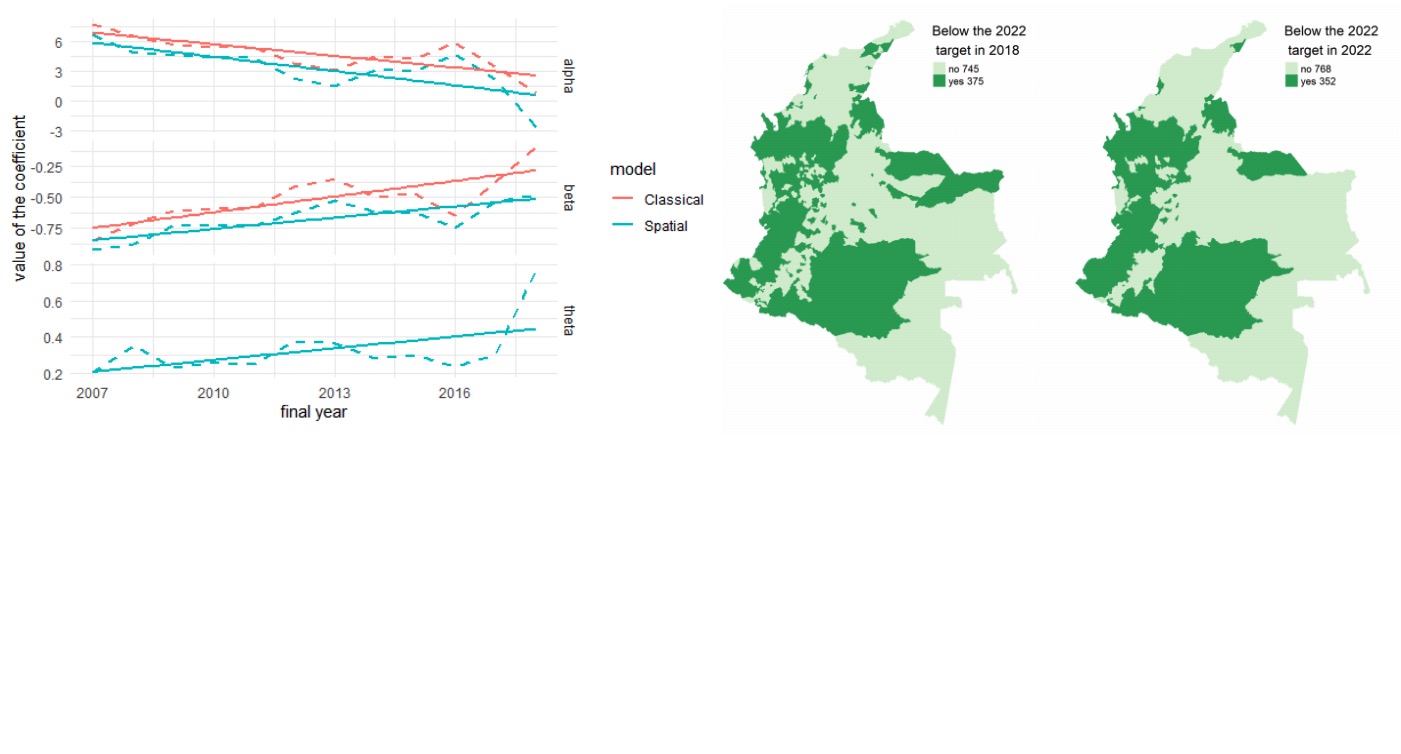 value of the coefficient
6
3
0
-3
alpha
-0.25
-0.50
-0.75
beta
0.8
0.6
0.4
0.2
theta
2007 2010 2013 2016
final year
model
Classical
Spatial
Below the 2022
target in 2018
no 745
yes 375
Below the 2022
target in 2022
no 768
yes 352